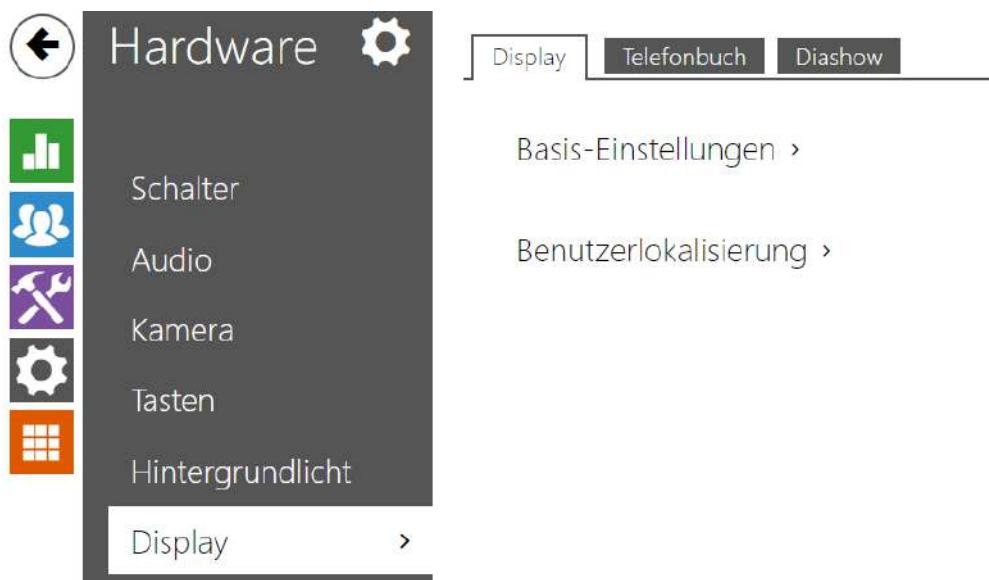 Hardware
Schalter
Audio
Kamera
Tasten
Hintergrundlicht
Display
Display
Telefonbuch
Diashow
Basis-Einstellungen
Benutzerlokalisierung